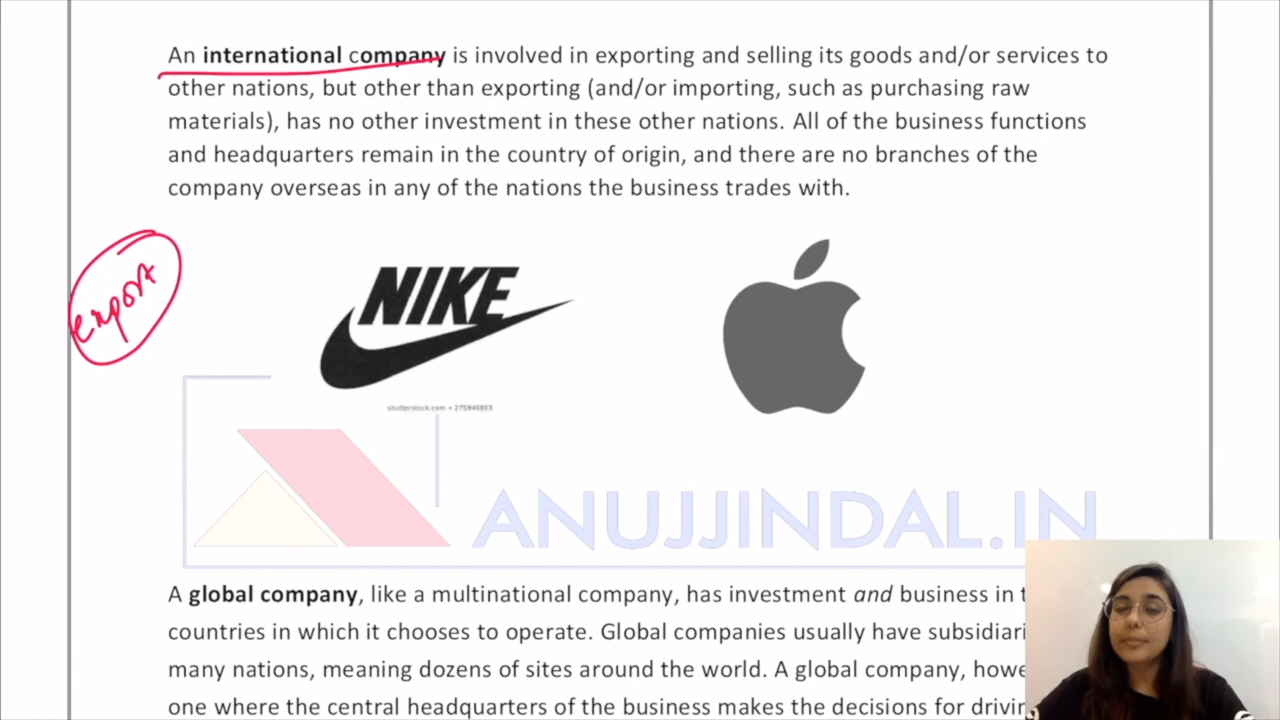 An international company is involved in exporting and selling its goods and/or services to
other nations, but other than exporting (and/or importing, such as purchasing raw
materials), has no other investment in these other nations. All of the business functions
and headquarters remain in the country of origin, and there are no branches of the
company overseas in any of the nations the business trades with.
export
NIKE
shutterstock.com • 275940803
ANUJJINDAL.IN
A global company, like a multinational company, has investment and business in
countries in which it chooses to operate. Global companies usually have subsidiari
many nations, meaning dozens of sites around the world. A global company, howe
one where the central headquarters of the business makes the decisions for drivin